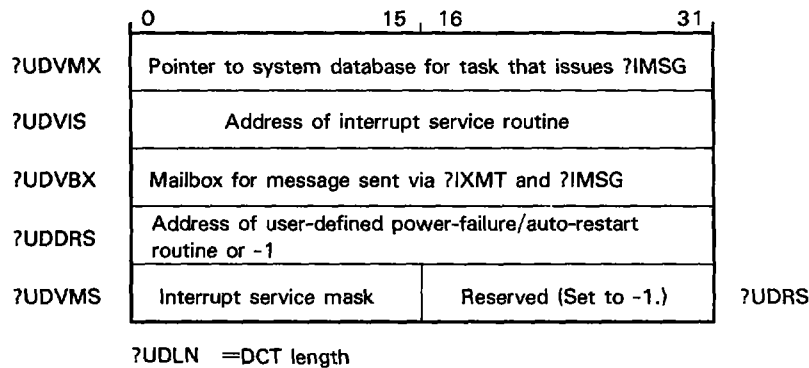 0 15 16 31
?UDVMX Pointer to system database for task that issues ?IMSG
?UDVIS Address of interrupt service routine
?UDVBX Mailbox for message sent via ?IXMT and ?IMSG
?UDDRS Address of user-defined power-failure/auto-restart
routine or -1
?UDVMS Interrupt service mask Reserved (Set to -1.) ?UDRS
?UDLN =DCT length